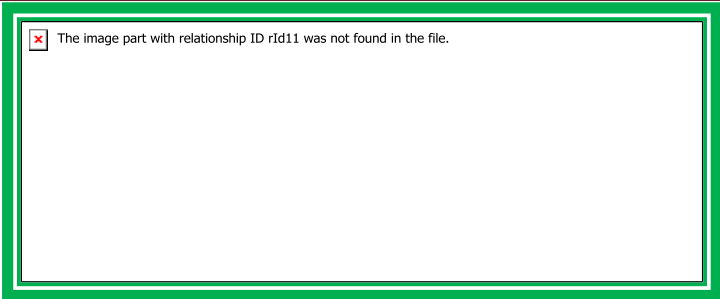 The image part with relationship ID rId11 was not found in the file.